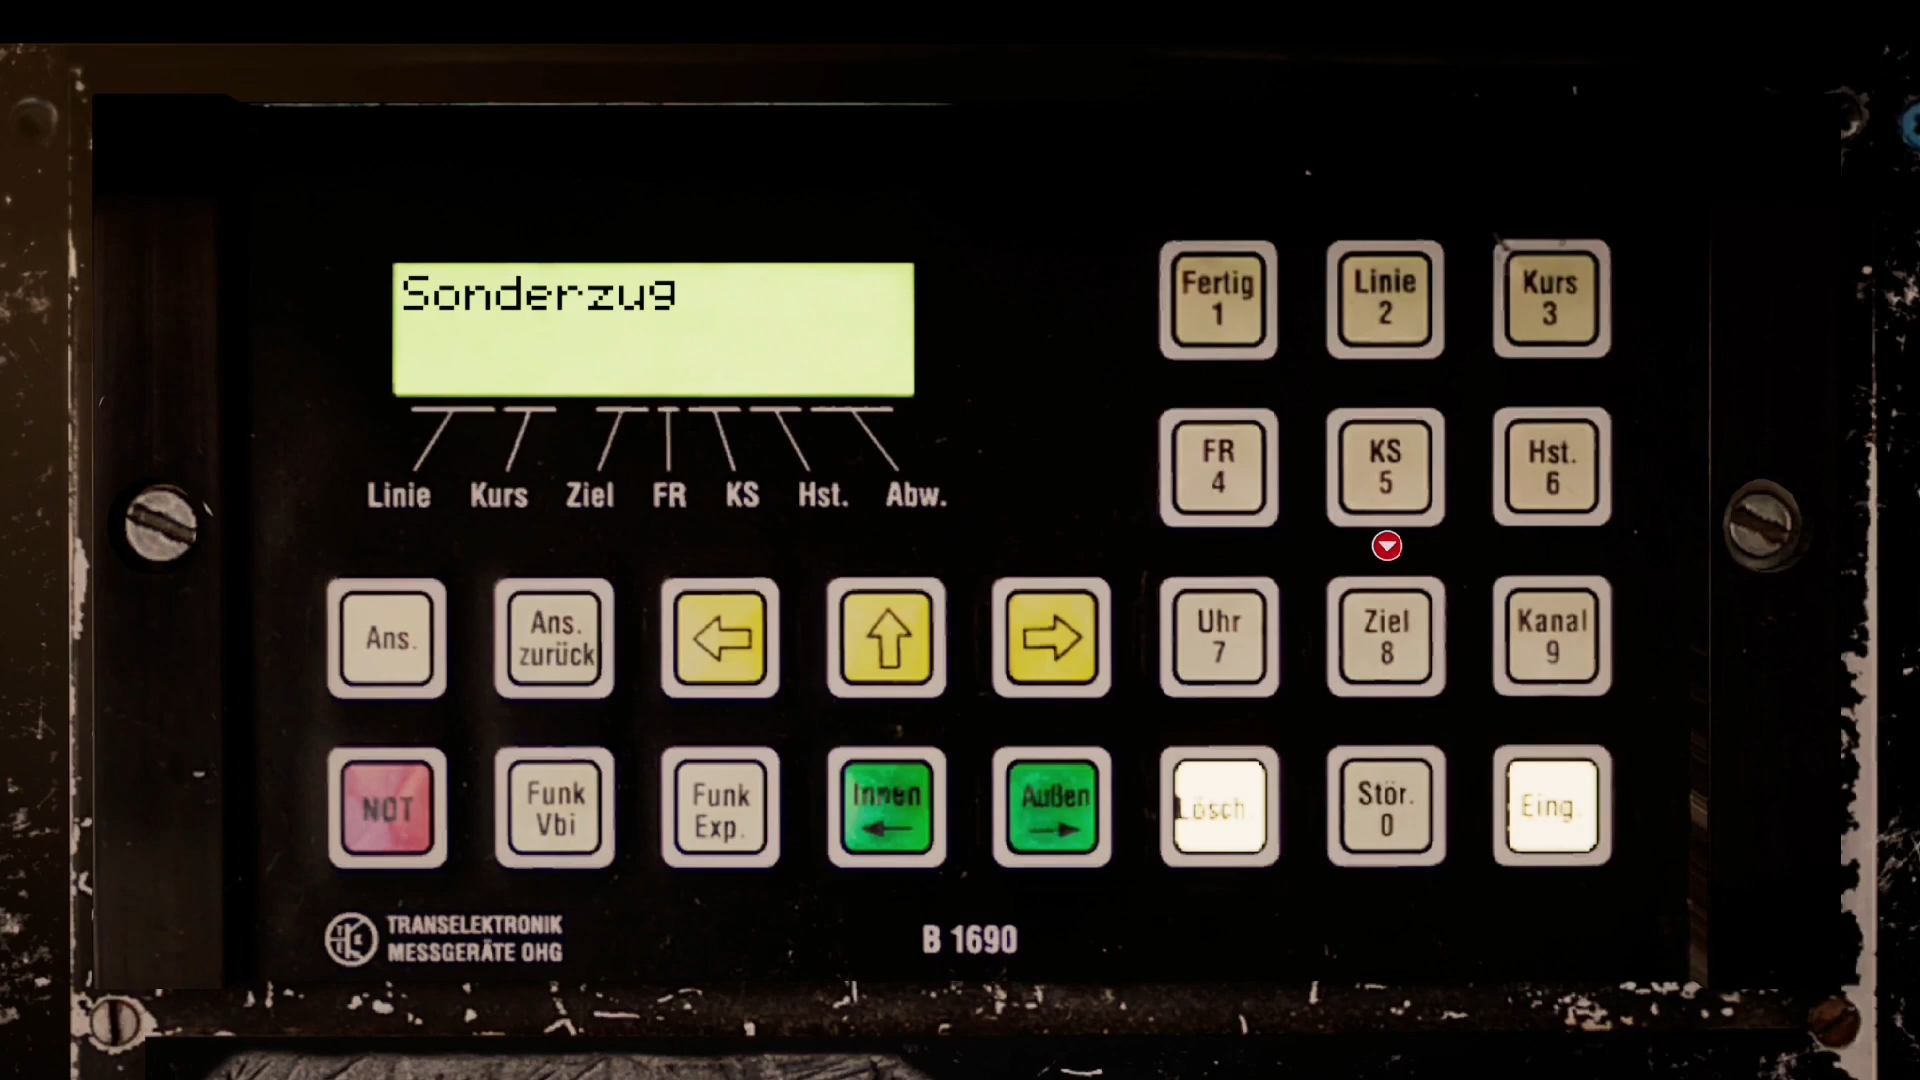 Sonderzug
Linie Kurs Ziel FR KS Hst. Abw.
Fertig 1
Linie 2
Kurs 3
FR 4
KS 5
Hst. 6
Ans.
Ans. zurück
Uhr 7
Ziel 8
Kanal 9
NOT
Funk Vbi
Funk Exp.
Innen
Außen
Lösch.
Stör. 0
Eing.
TRANSELEKTRONIK
MESSGERÄTE OHG
B 1690